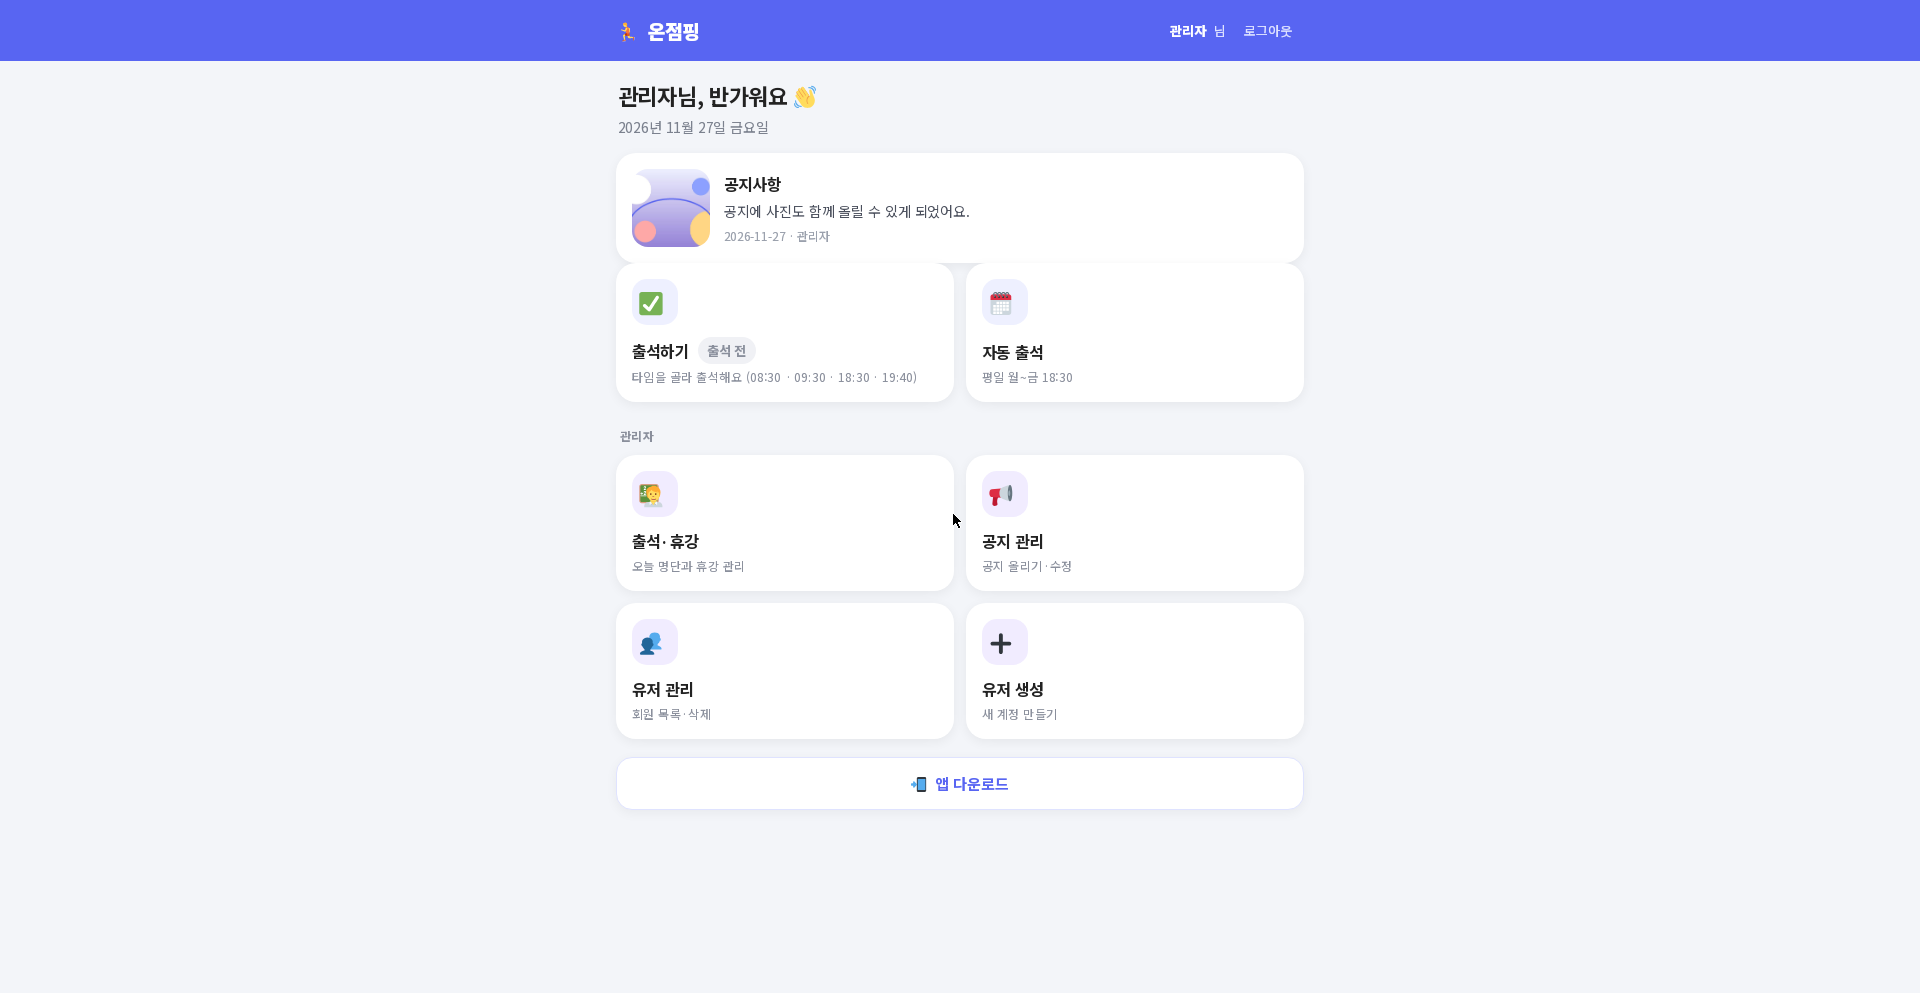 온점핑
관리자 님 로그아웃
관리자님, 반가워요
2026년 11월 27일 금요일
공지사항
공지에 사진도 함께 올릴 수 있게 되었어요.
2026-11-27 · 관리자
출석하기 출석 전
타임을 골라 출석해요 (08:30 · 09:30 · 18:30 · 19:40)
자동 출석
평일 월~금 18:30
관리자
출석·휴강
오늘 명단과 휴강 관리
공지 관리
공지 올리기·수정
유저 관리
회원 목록·삭제
유저 생성
새 계정 만들기
앱 다운로드